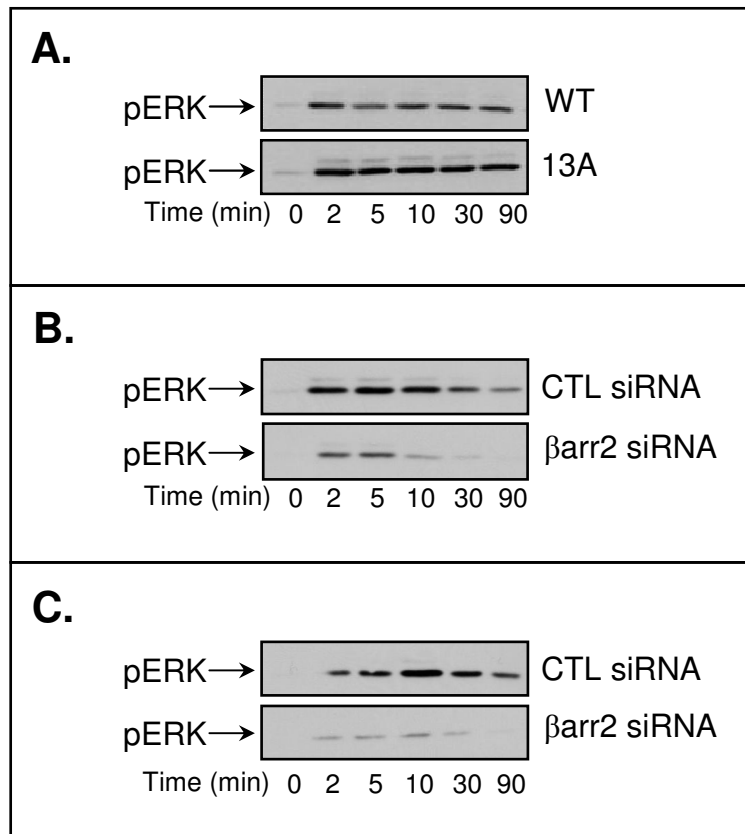 A.
pERK→ WT
pERK→ 13A
Time (min) 0 2 5 10 30 90
B.
pERK→ CTL siRNA
pERK→ βarr2 siRNA
Time (min) 0 2 5 10 30 90
C.
pERK→ CTL siRNA
pERK→ βarr2 siRNA
Time (min) 0 2 5 10 30 90